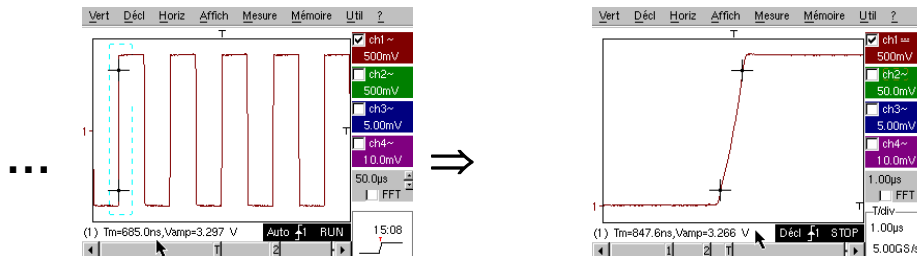 Vert Décl Horiz Affich Mesure Mémoire Util ?
T
ch1 ~
500mV
ch2~
500mV
ch3~
5.00mV
ch4~
10.0mV
50.0µs
FFT
1
T
(1) Tm=685.0ns,Vamp=3.297 V
Auto 1 RUN
15:08
T 2
...
⇒
Vert Décl Horiz Affich Mesure Mémoire Util ?
T
ch1
500mV
ch2~
50.0mV
ch3~
5.00mV
ch4~
10.0mV
1.00µs
FFT
1
T
T/div
1.00µs
5.00GS/s
(1) Tm=847.6ns,Vamp=3.266 V
Décl 1 STOP
1 2 T